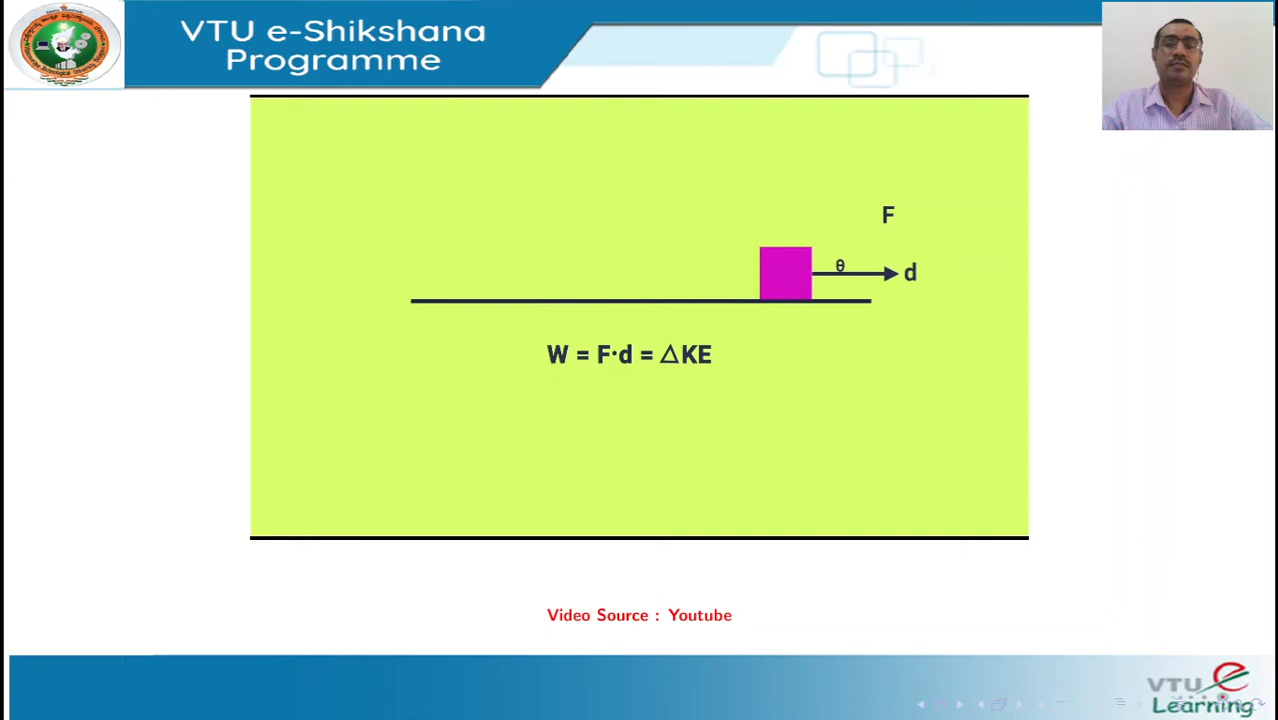 VTU e-Shikshana
Programme
F
θ
d
W = F·d = △KE
Video Source : Youtube
VTU e
Learning